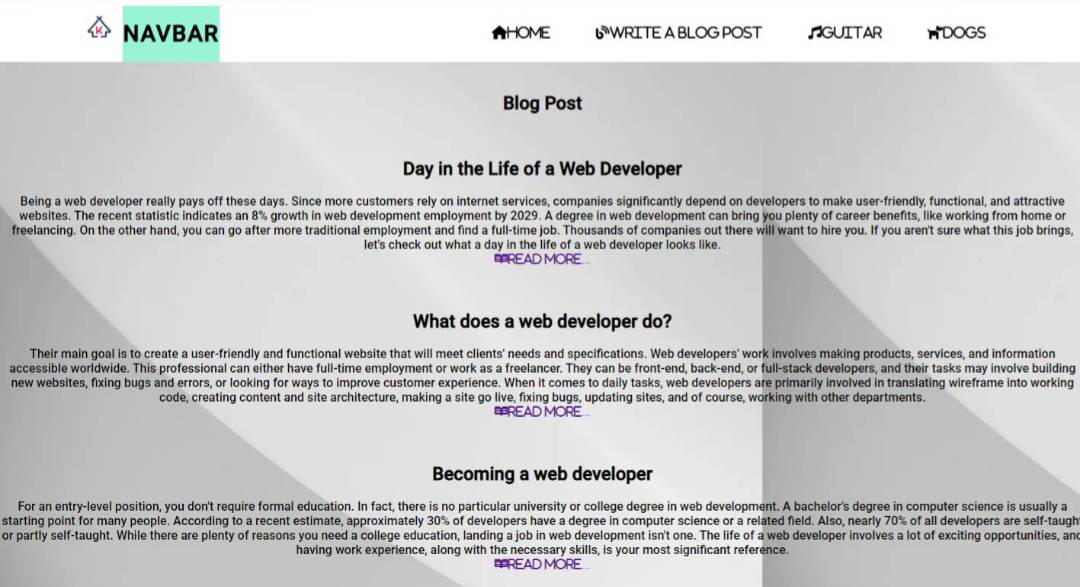 K
NAVBAR
HOME
WRITE A BLOG POST
GUITAR
DOGS
Blog Post
Day in the Life of a Web Developer
Being a web developer really pays off these days. Since more customers rely on internet services, companies significantly depend on developers to make user-friendly, functional, and attractive
websites. The recent statistic indicates an 8% growth in web development employment by 2029. A degree in web development can bring you plenty of career benefits, like working from home or
freelancing. On the other hand, you can go after more traditional employment and find a full-time job. Thousands of companies out there will want to hire you. If you aren't sure what this job brings,
let's check out what a day in the life of a web developer looks like.
READ MORE...
What does a web developer do?
Their main goal is to create a user-friendly and functional website that will meet clients' needs and specifications. Web developers' work involves making products, services, and information
accessible worldwide. This professional can either have full-time employment or work as a freelancer. They can be front-end, back-end, or full-stack developers, and their tasks may involve building
new websites, fixing bugs and errors, or looking for ways to improve customer experience. When it comes to daily tasks, web developers are primarily involved in translating wireframe into working
code, creating content and site architecture, making a site go live, fixing bugs, updating sites, and of course, working with other departments.
READ MORE...
Becoming a web developer
For an entry-level position, you don't require formal education. In fact, there is no particular university or college degree in web development. A bachelor's degree in computer science is usually a
starting point for many people. According to a recent estimate, approximately 30% of developers have a degree in computer science or a related field. Also, nearly 70% of all developers are self-taught
or partly self-taught. While there are plenty of reasons you need a college education, landing a job in web development isn't one. The life of a web developer involves a lot of exciting opportunities, and
having work experience, along with the necessary skills, is your most significant reference.
READ MORE...